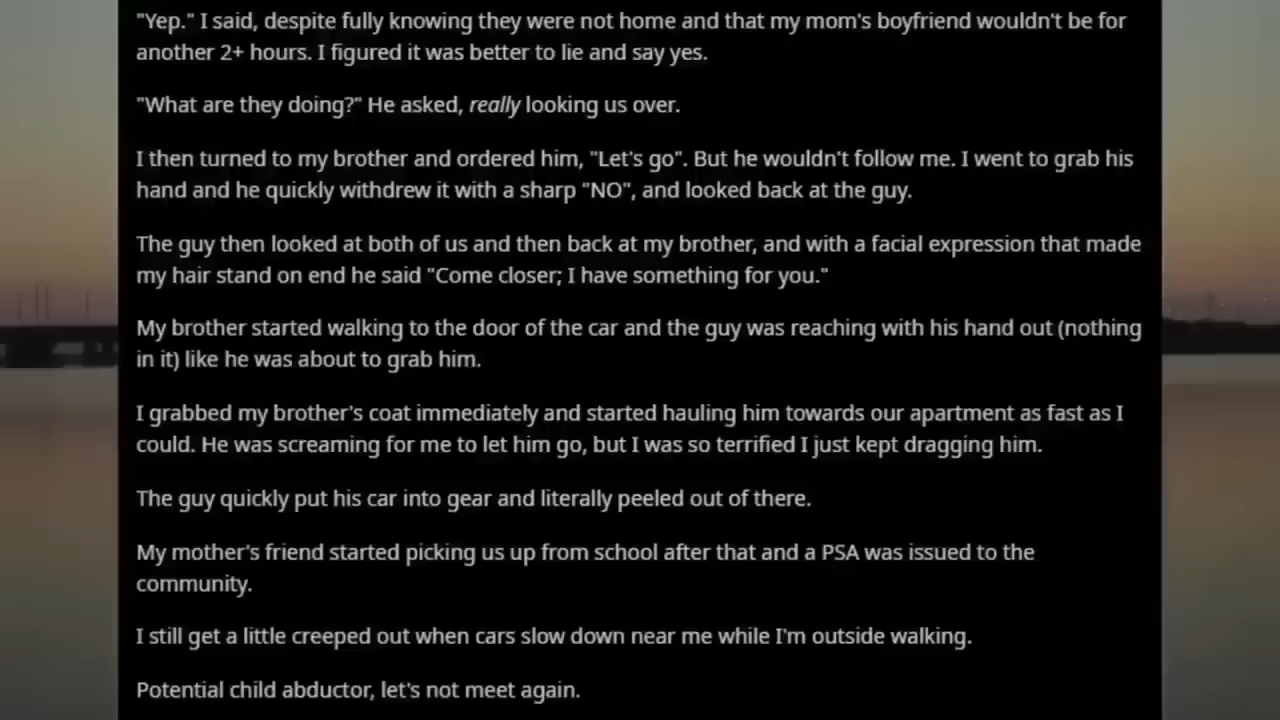 "Yep." I said, despite fully knowing they were not home and that my mom's boyfriend wouldn't be for
another 2+ hours. I figured it was better to lie and say yes.
"What are they doing?" He asked, really looking us over.
I then turned to my brother and ordered him, "Let's go". But he wouldn't follow me. I went to grab his
hand and he quickly withdrew it with a sharp "NO", and looked back at the guy.
The guy then looked at both of us and then back at my brother, and with a facial expression that made
my hair stand on end he said "Come closer; I have something for you."
My brother started walking to the door of the car and the guy was reaching with his hand out (nothing
in it) like he was about to grab him.
I grabbed my brother's coat immediately and started hauling him towards our apartment as fast as I
could. He was screaming for me to let him go, but I was so terrified I just kept dragging him.
The guy quickly put his car into gear and literally peeled out of there.
My mother's friend started picking us up from school after that and a PSA was issued to the
community.
I still get a little creeped out when cars slow down near me while I'm outside walking.
Potential child abductor, let's not meet again.